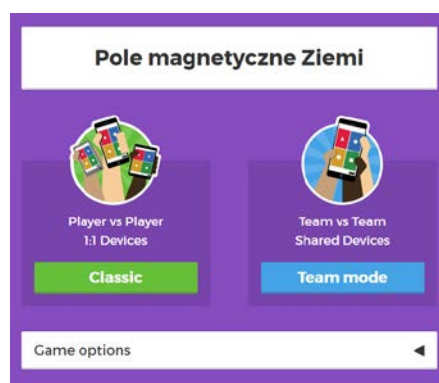 Pole magnetyczne Ziemi
Player vs Player
1:1 Devices
Classic
Team vs Team
Shared Devices
Team mode
Game options